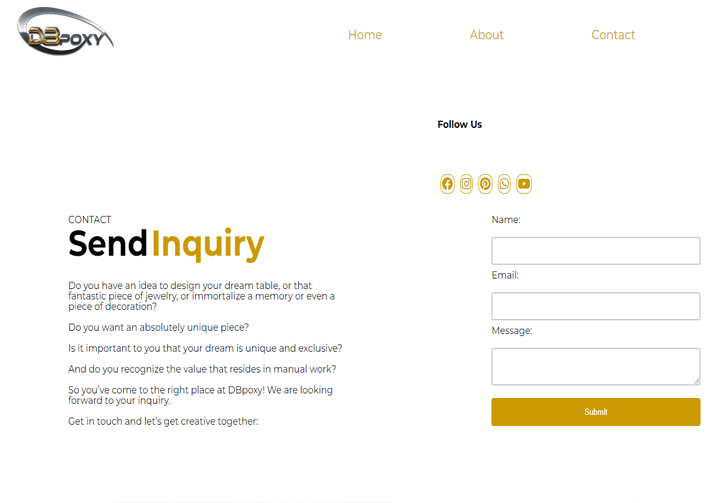 DBPOXY
Home About Contact
Follow Us
CONTACT
Send Inquiry
Do you have an idea to design your dream table, or that
fantastic piece of jewelry, or immortalize a memory or even a
piece of decoration?
Do you want an absolutely unique piece?
Is it important to you that your dream is unique and exclusive?
And do you recognize the value that resides in manual work?
So you've come to the right place at DBpoxy! We are looking
forward to your inquiry.
Get in touch and let's get creative together:
Name:
Email:
Message:
Submit